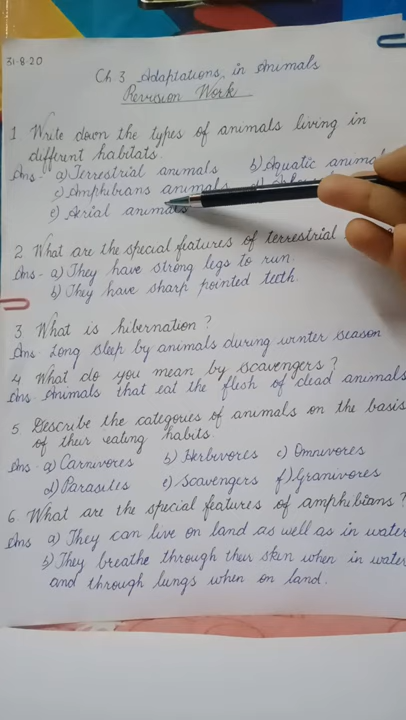 31-8-20
Ch 3 Adaptations in Animals
Revision Work
1 Write down the types of animals living in
different habitats.
Ans - a) Terrestrial animals b) Aquatic animals
c) Amphibians animals d)
e) Aerial animals
2. What are the special features of terrestrial
Ans - a) They have strong legs to run.
b) They have sharp pointed teeth.
3 What is hibernation?
Ans Long sleep by animals during winter season
4 What do you mean by scavengers?
Ans Animals that eat the flesh of dead animals
5 Describe the categories of animals on the basis
of their eating habits.
Ans a) Carnivores b) Herbivores c) Omnivores
d) Parasites e) Scavengers f) Granivores
6 What are the special features of amphibians?
Ans a) They can live on land as well as in water
b) They breathe through their skin when in water
and through lungs when on land.